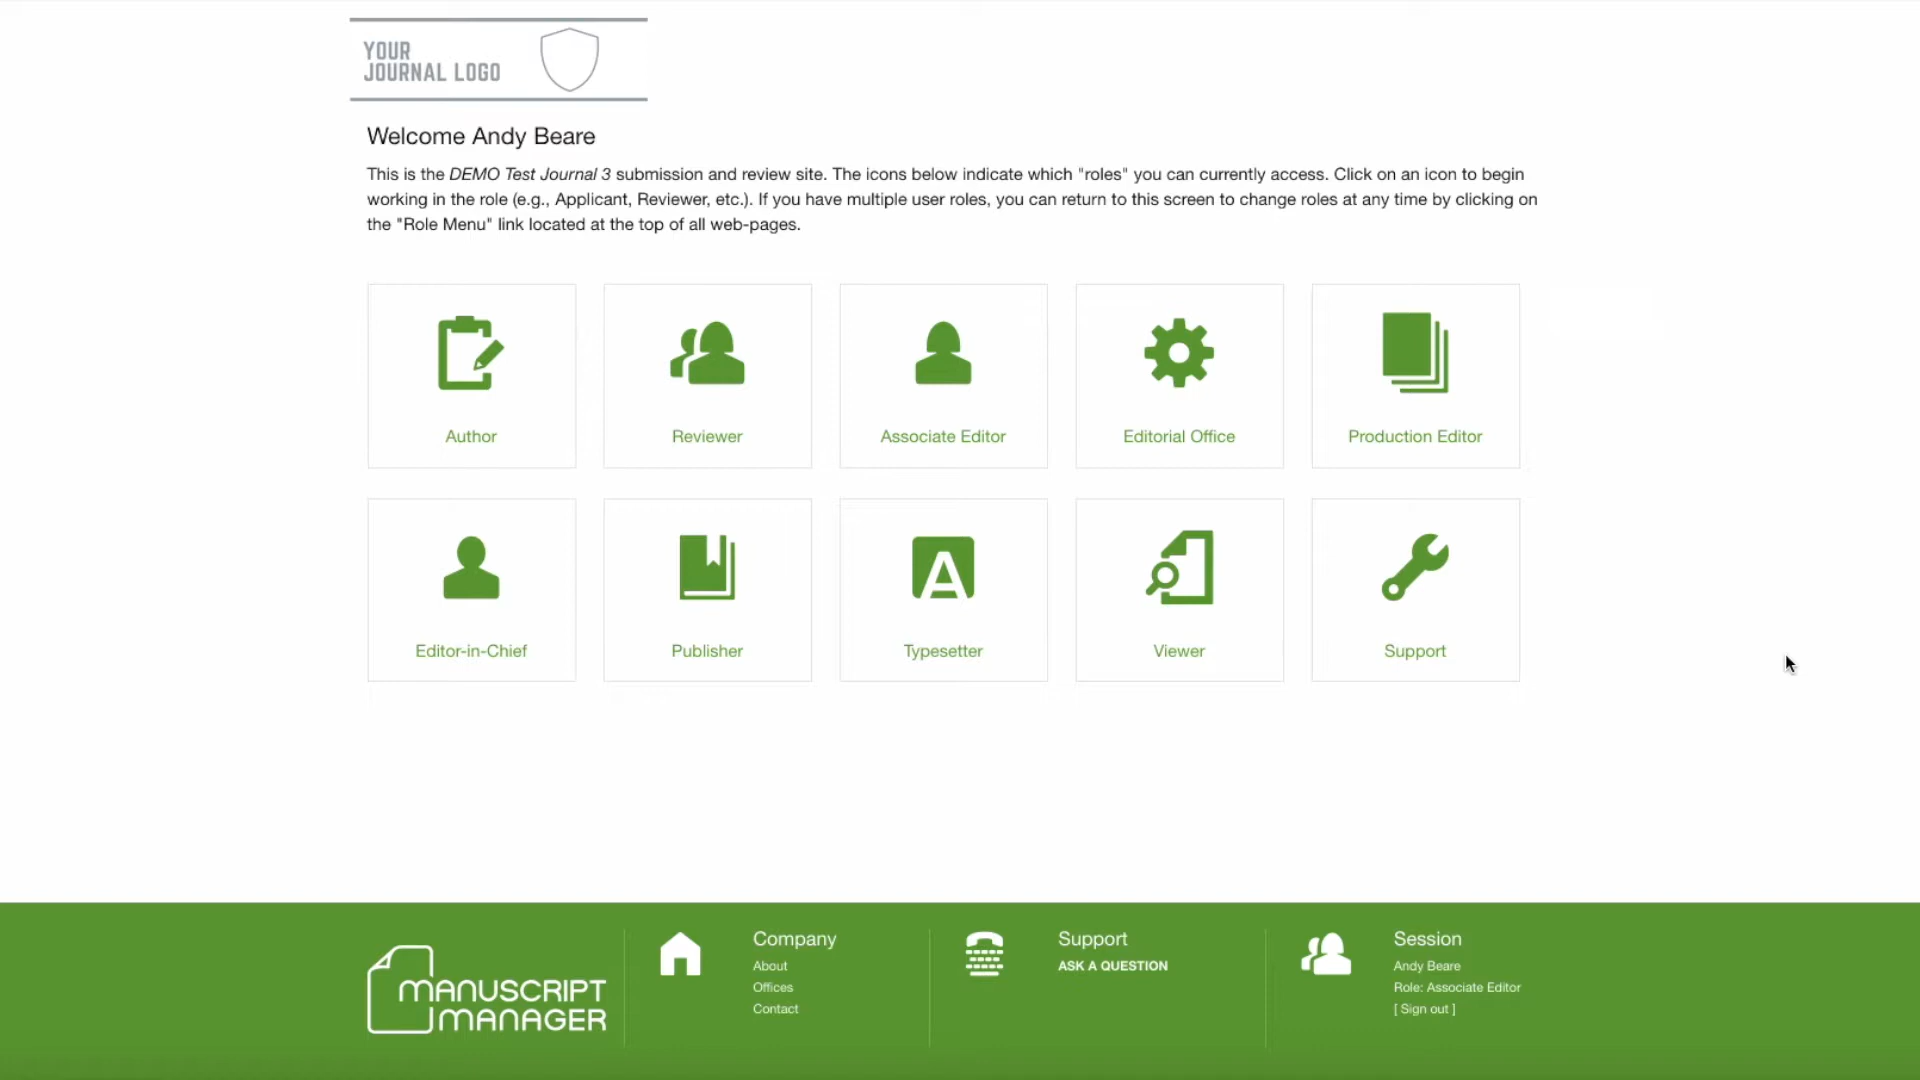 YOUR
JOURNAL LOGO
Welcome Andy Beare
This is the DEMO Test Journal 3 submission and review site. The icons below indicate which "roles" you can currently access. Click on an icon to begin
working in the role (e.g., Applicant, Reviewer, etc.). If you have multiple user roles, you can return to this screen to change roles at any time by clicking on
the "Role Menu" link located at the top of all web-pages.
Author
Reviewer
Associate Editor
Editorial Office
Production Editor
Editor-in-Chief
Publisher
A
Typesetter
Viewer
Support
MANUSCRIPT
MANAGER
Company
About
Offices
Contact
Support
ASK A QUESTION
Session
Andy Beare
Role: Associate Editor
[ Sign out ]